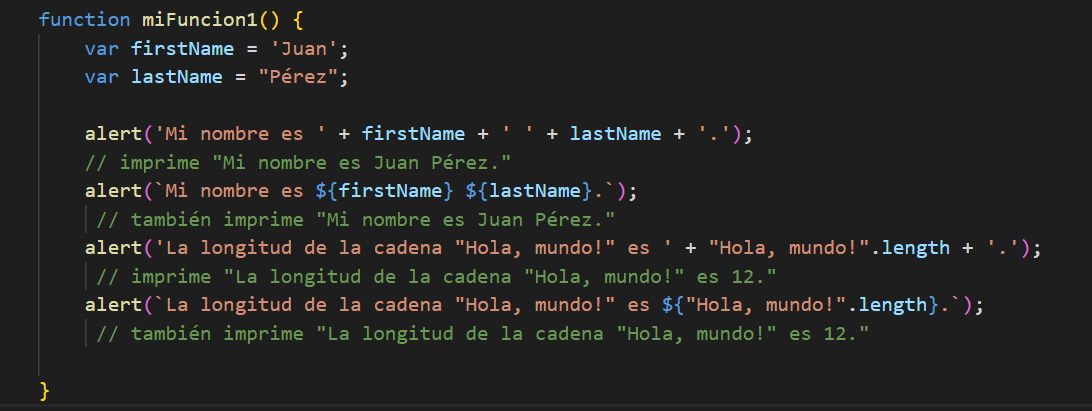 function miFuncion1() {
var firstName = 'Juan';
var lastName = "Pérez";
alert('Mi nombre es ' + firstName + ' ' + lastName + '.');
// imprime "Mi nombre es Juan Pérez."
alert(`Mi nombre es ${firstName} ${lastName}.`);
// también imprime "Mi nombre es Juan Pérez."
alert('La longitud de la cadena "Hola, mundo!" es ' + "Hola, mundo!".length + '.');
// imprime "La longitud de la cadena "Hola, mundo!" es 12."
alert(`La longitud de la cadena "Hola, mundo!" es ${"Hola, mundo!".length}.`);
// también imprime "La longitud de la cadena "Hola, mundo!" es 12."
}